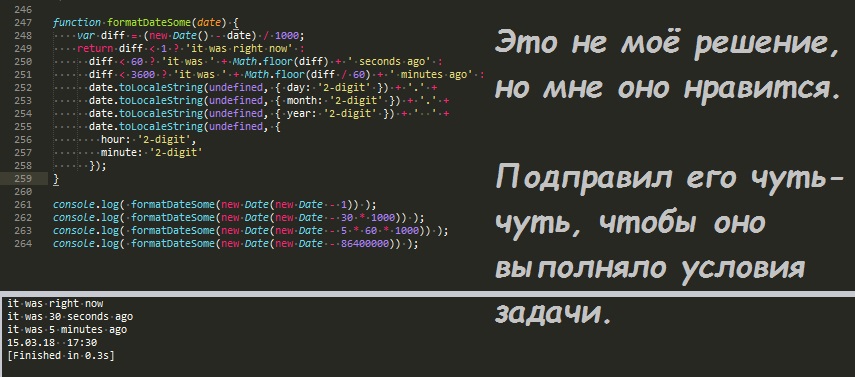 246
247 function formatDateSome(date) {
248 var diff = (new Date() - date) / 1000;
249 return diff < 1 ? 'it was right now' :
250 diff < 60 ? 'it was ' + Math.floor(diff) + ' seconds ago' :
251 diff < 3600 ? 'it was ' + Math.floor(diff / 60) + ' minutes ago' :
252 date.toLocaleString(undefined, { day: '2-digit' }) + '.' +
253 date.toLocaleString(undefined, { month: '2-digit' }) + '.' +
254 date.toLocaleString(undefined, { year: '2-digit' }) + '  ' +
255 date.toLocaleString(undefined, {
256 hour: '2-digit',
257 minute: '2-digit'
258 });
259 }
260
261 console.log( formatDateSome(new Date(new Date - 1)) );
262 console.log( formatDateSome(new Date(new Date - 30 * 1000)) );
263 console.log( formatDateSome(new Date(new Date - 5 * 60 * 1000)) );
264 console.log( formatDateSome(new Date(new Date - 86400000)) );
Это не моё решение,
но мне оно нравится.
Подправил его чуть-
чуть, чтобы оно
выполняло условия
задачи.
it was right now
it was 30 seconds ago
it was 5 minutes ago
15.03.18  17:30
[Finished in 0.3s]